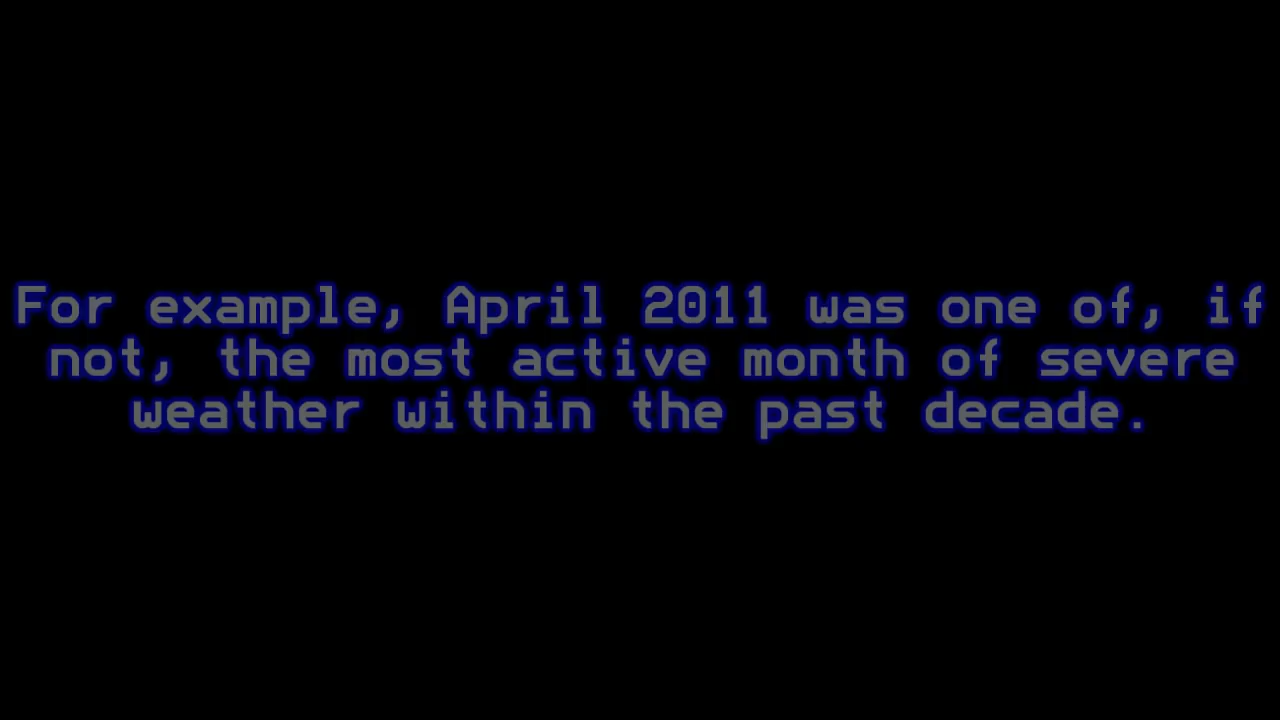 For example, April 2011 was one of, if
not, the most active month of severe
weather within the past decade.